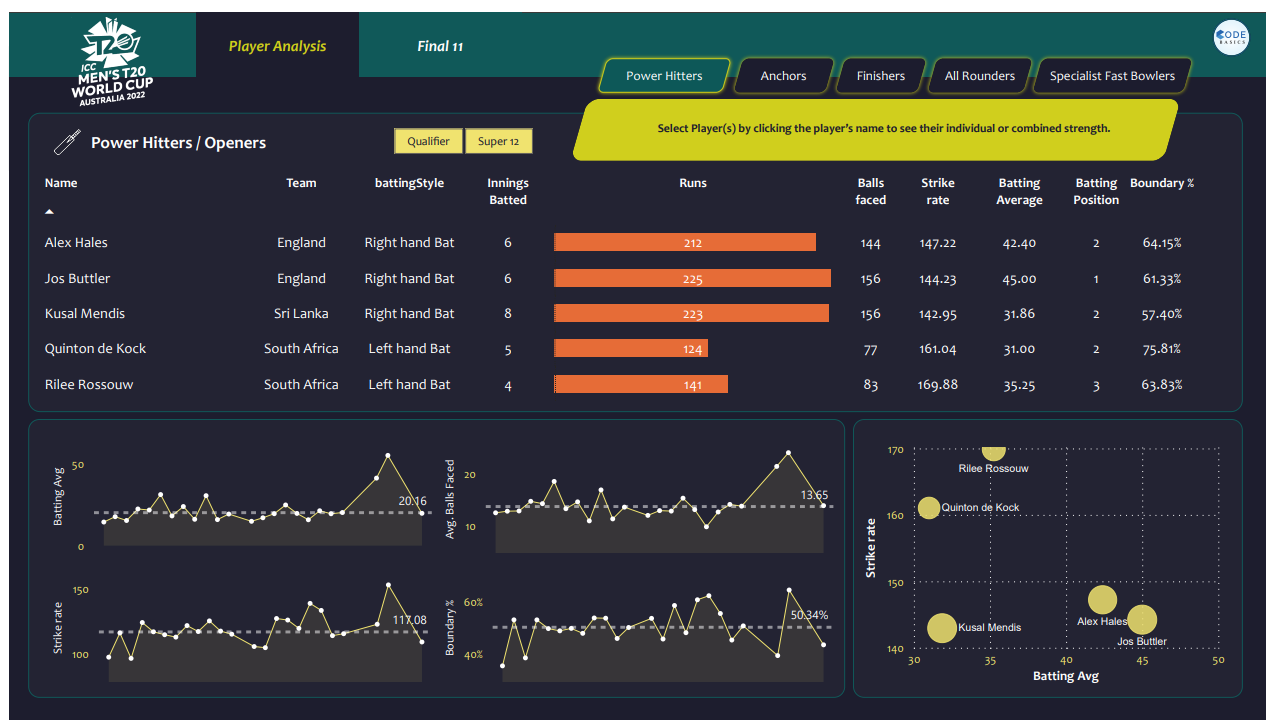 Player Analysis
Final 11
CODE
BASICS
T20
ICC
MEN'S T20
WORLD CUP
AUSTRALIA 2022
Power Hitters
Anchors
Finishers
All Rounders
Specialist Fast Bowlers
Select Player(s) by clicking the player's name to see their individual or combined strength.
Power Hitters / Openers
Qualifier
Super 12
Name Team battingStyle Innings Batted Runs Balls faced Strike rate Batting Average Batting Position Boundary %
Alex Hales England Right hand Bat 6 212 144 147.22 42.40 2 64.15%
Jos Buttler England Right hand Bat 6 225 156 144.23 45.00 1 61.33%
Kusal Mendis Sri Lanka Right hand Bat 8 223 156 142.95 31.86 2 57.40%
Quinton de Kock South Africa Left hand Bat 5 124 77 161.04 31.00 2 75.81%
Rilee Rossouw South Africa Left hand Bat 4 141 83 169.88 35.25 3 63.83%
Batting Avg
50
0
20.16
Avg. Balls Faced
20
10
13.65
Strike rate
150
100
117.08
Boundary %
60%
40%
50.34%
Strike rate
170
160
150
140
Rilee Rossouw
Quinton de Kock
Kusal Mendis
Alex Hales
Jos Buttler
30 35 40 45 50
Batting Avg